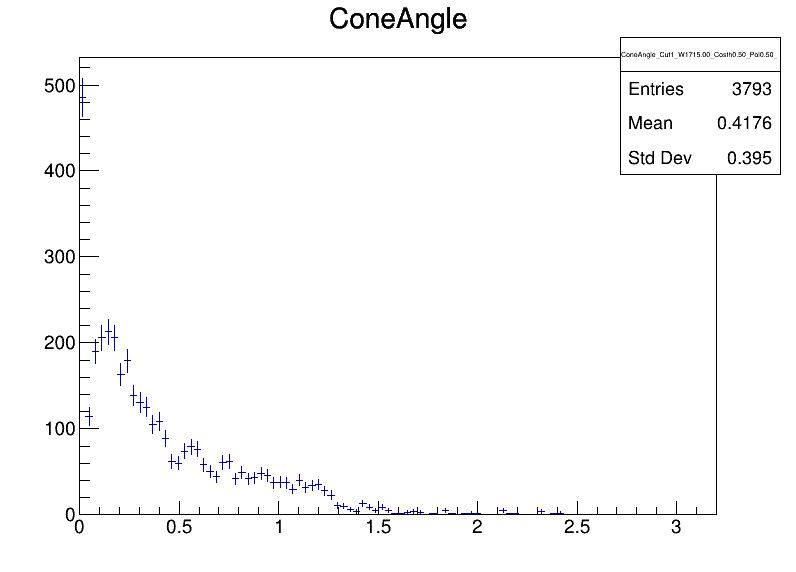 ConeAngle
ConeAngle_Cut1_W1715.00_Costh0.50_Pol0.50_
Entries 3793
Mean 0.4176
Std Dev 0.395
500
400
300
200
100
0
0 0.5 1 1.5 2 2.5 3